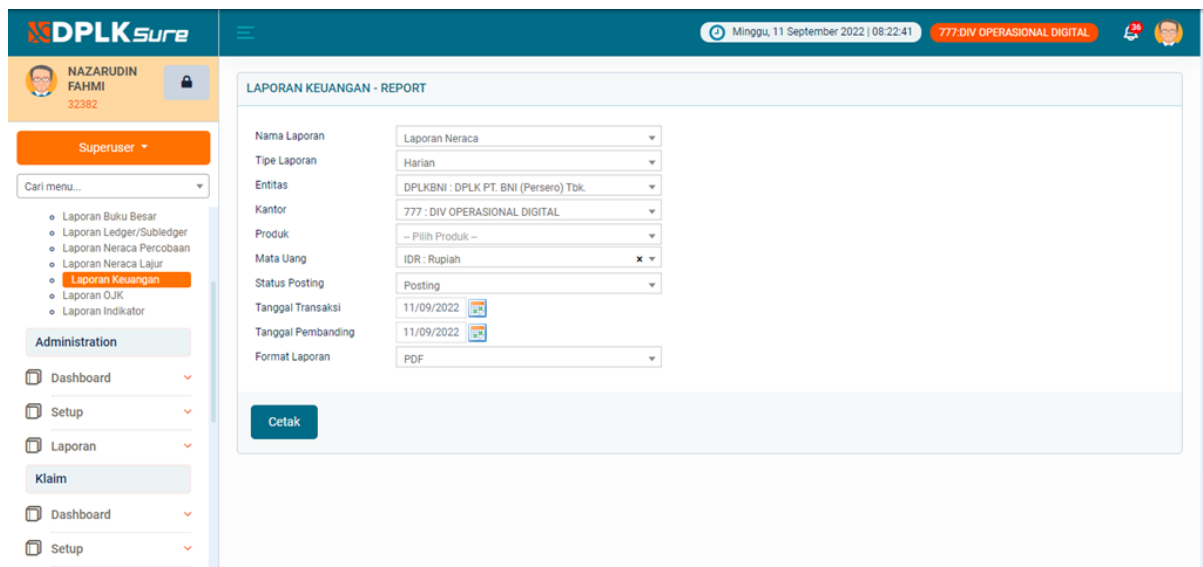 DPLKSure
Minggu, 11 September 2022 | 08:22:41
777:DIV OPERASIONAL DIGITAL
36
NAZARUDIN
FAHMI
32382
Superuser
Cari menu...
Laporan Buku Besar
Laporan Ledger/Subledger
Laporan Neraca Percobaan
Laporan Neraca Lajur
Laporan Keuangan
Laporan OJK
Laporan Indikator
Administration
Dashboard
Setup
Laporan
Klaim
Dashboard
Setup
LAPORAN KEUANGAN - REPORT
Nama Laporan Laporan Neraca
Tipe Laporan Harian
Entitas DPLKBNI : DPLK PT. BNI (Persero) Tbk.
Kantor 777 : DIV OPERASIONAL DIGITAL
Produk -- Pilih Produk --
Mata Uang IDR : Rupiah ×
Status Posting Posting
Tanggal Transaksi 11/09/2022
Tanggal Pembanding 11/09/2022
Format Laporan PDF
Cetak